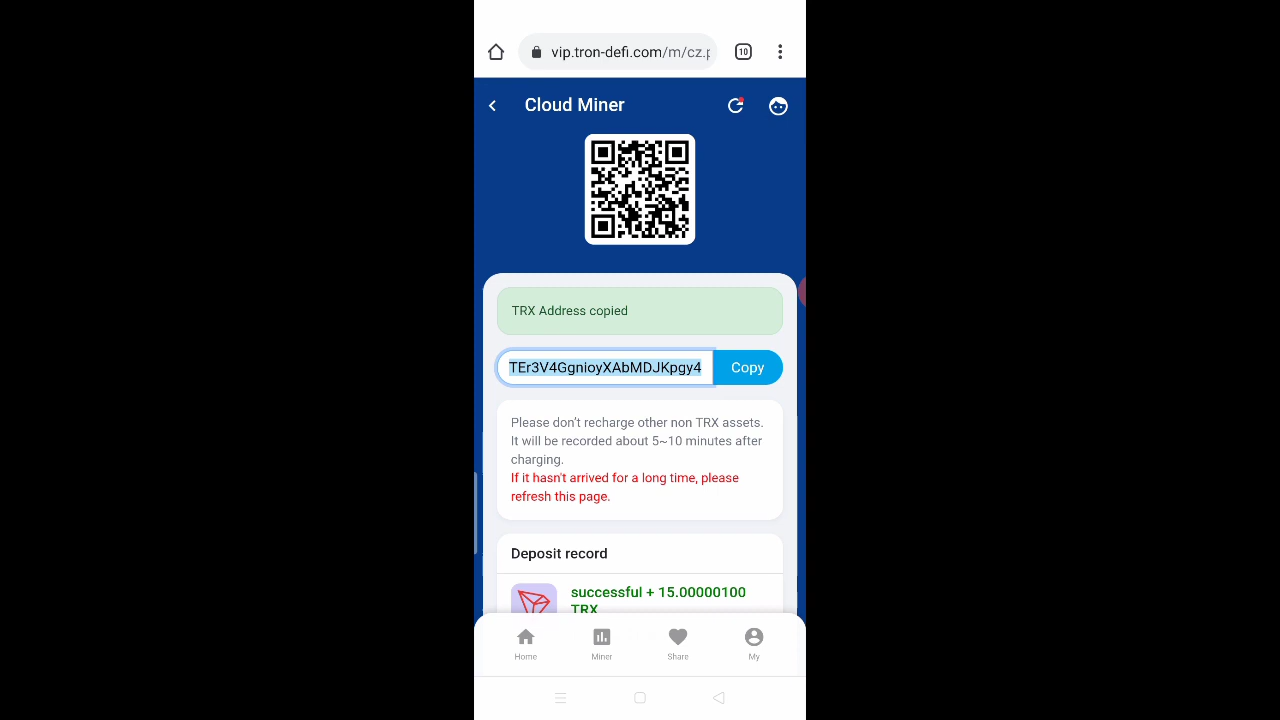 vip.tron-defi.com/m/cz.p
10
Cloud Miner
TRX Address copied
TEr3V4GgnioyXAbMDJKpgy4
Copy
Please don't recharge other non TRX assets.
It will be recorded about 5~10 minutes after
charging.
If it hasn't arrived for a long time, please
refresh this page.
Deposit record
successful + 15.00000100
TRX
Home
Miner
Share
My